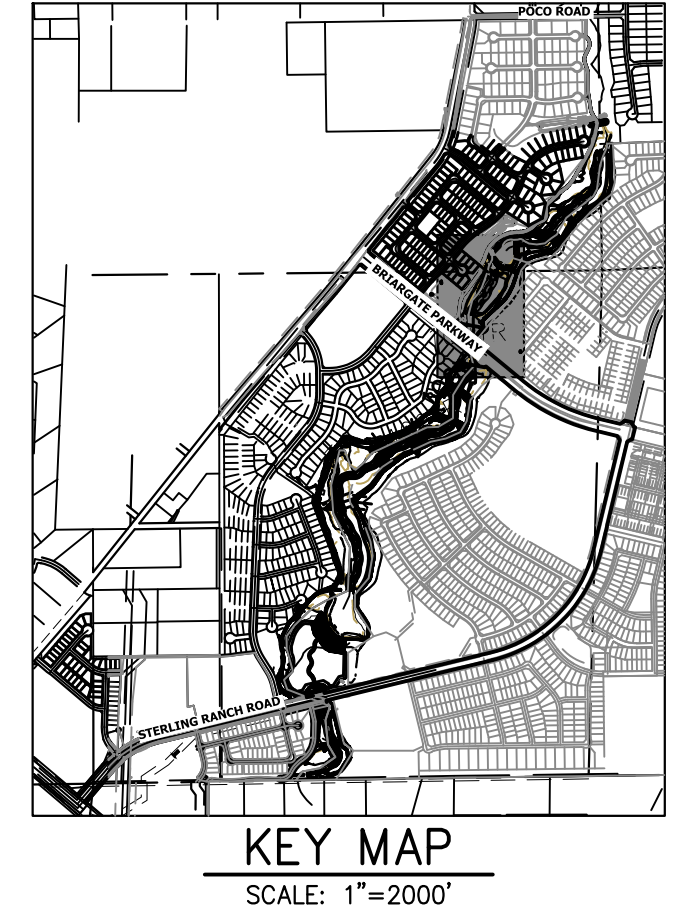 POCO ROAD
BRIARGATE PARKWAY
R
STERLING RANCH ROAD
KEY MAP
SCALE: 1"=2000'